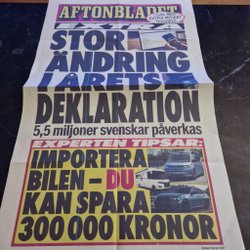 AFTONBLADET
STOR
ÄNDRING
I ÅRETS
DEKLARATION
5,5 miljoner svenskar påverkas
EXPERTEN TIPSAR:
IMPORTERA
BILEN – DU
KAN SPARA
300 000 KRONOR